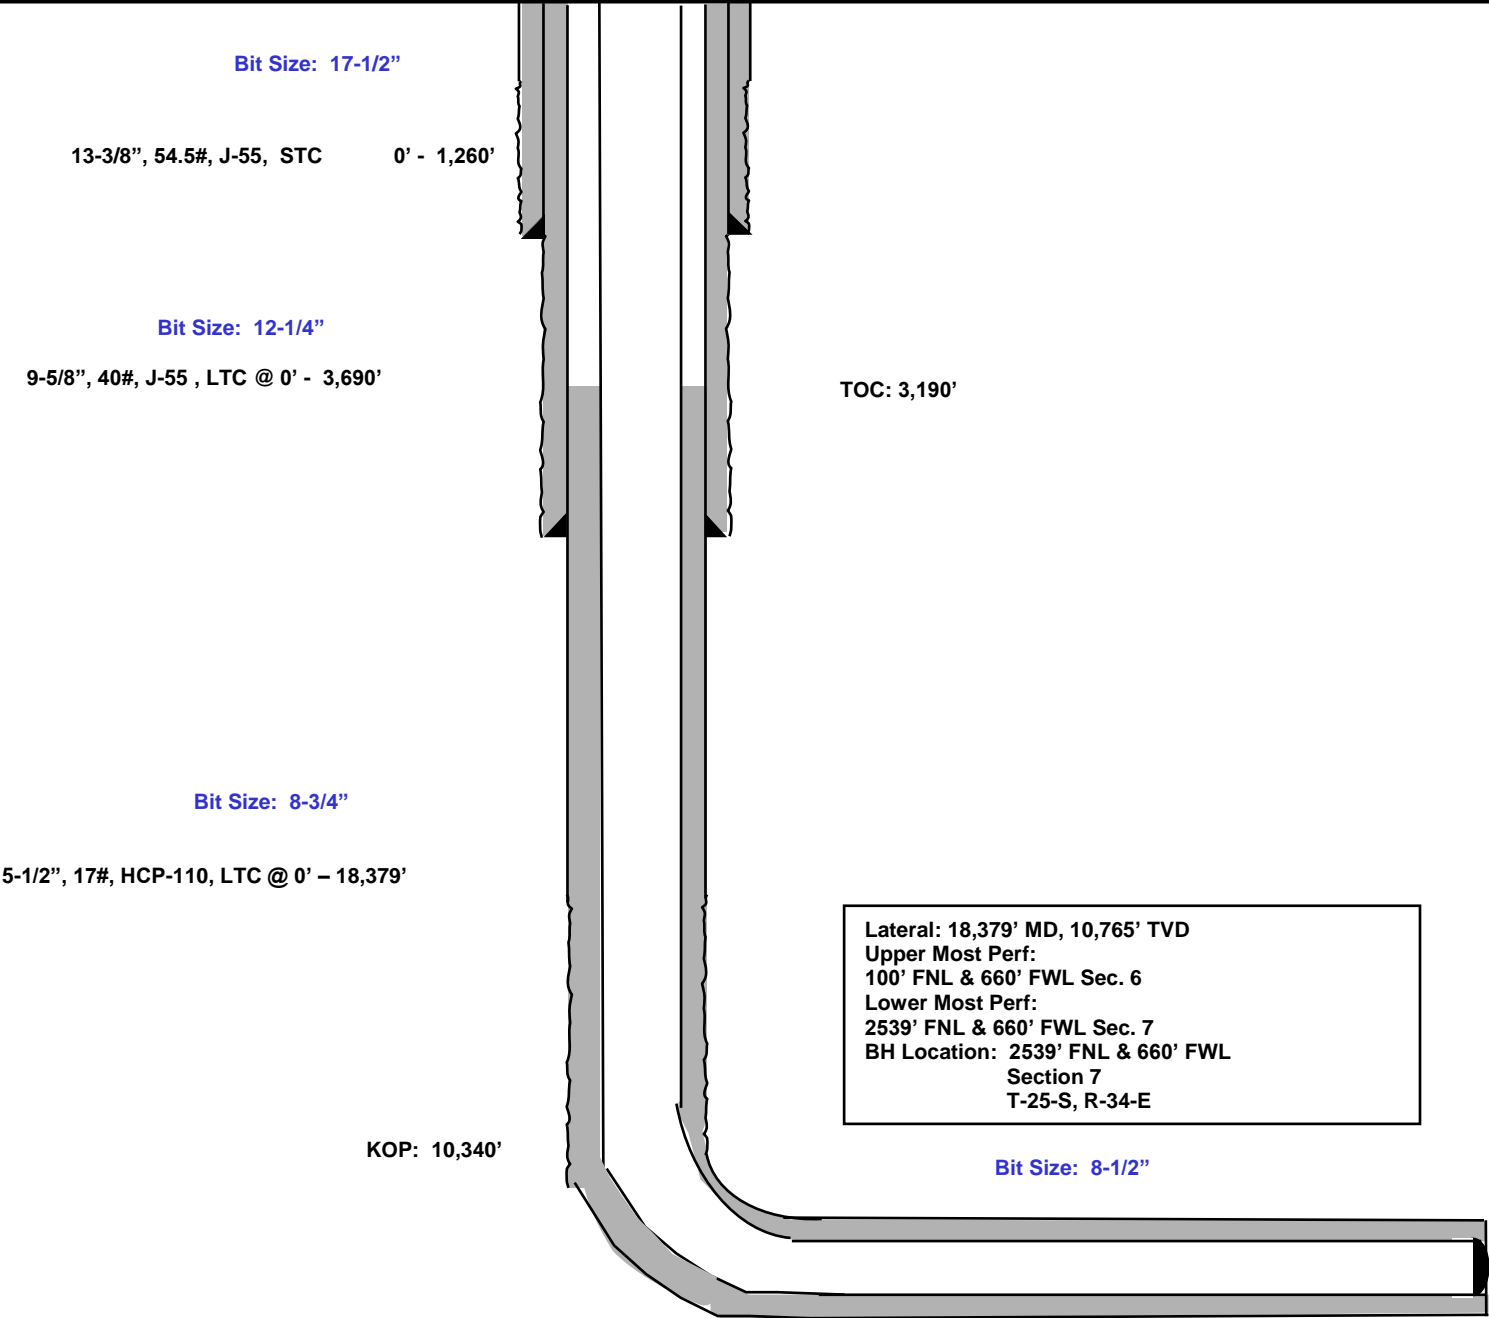 Bit Size: 17-1/2”
13-3/8”, 54.5#, J-55, STC 0’ - 1,260’
Bit Size: 12-1/4”
9-5/8”, 40#, J-55 , LTC @ 0’ - 3,690’
TOC: 3,190’
Bit Size: 8-3/4”
5-1/2”, 17#, HCP-110, LTC @ 0’ – 18,379’
Lateral: 18,379’ MD, 10,765’ TVD
Upper Most Perf:
100’ FNL & 660’ FWL Sec. 6
Lower Most Perf:
2539’ FNL & 660’ FWL Sec. 7
BH Location: 2539’ FNL & 660’ FWL
Section 7
T-25-S, R-34-E
KOP: 10,340’
Bit Size: 8-1/2”